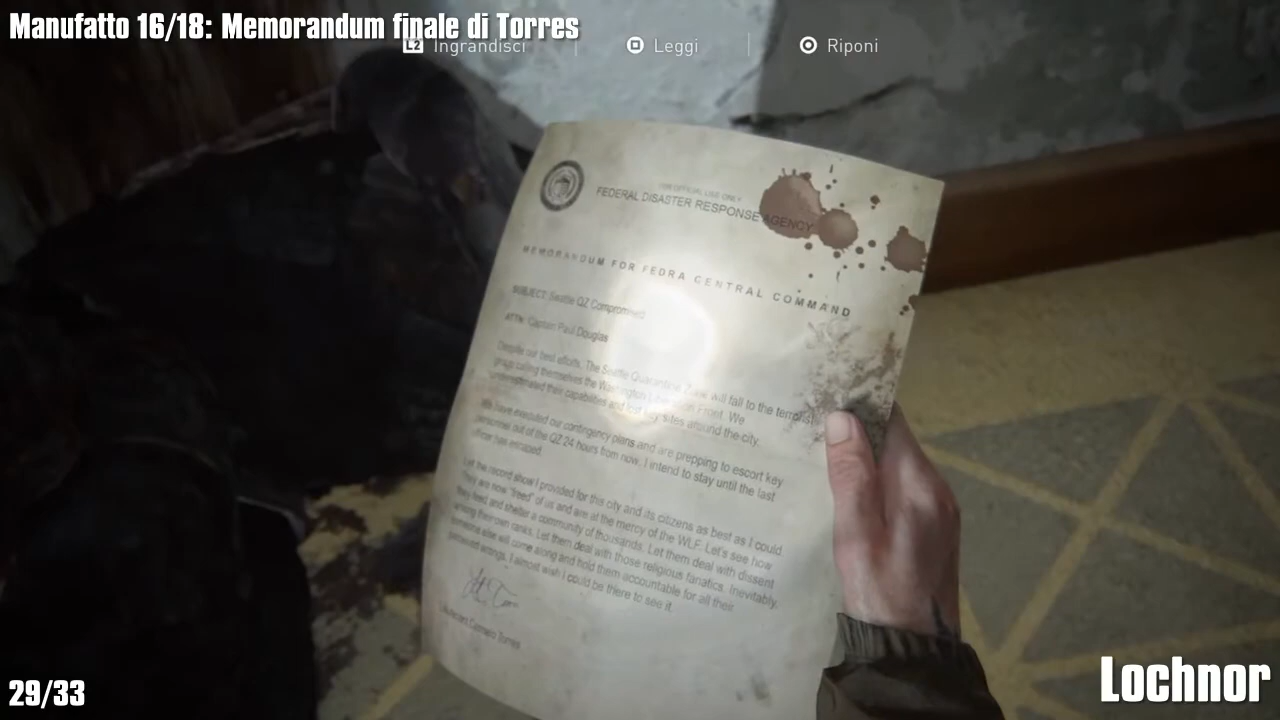 Manufatto 16/18: Memorandum finale di Torres
L2 Ingrandisci
Leggi
Riponi
FOR OFFICIAL USE ONLY
FEDERAL DISASTER RESPONSE AGENCY
MEMORANDUM FOR FEDRA CENTRAL COMMAND
SUBJECT: Seattle QZ Compromised
ATTN: Captain Paul Douglas
Despite our best efforts, The Seattle Quarantine Zone will fall to the terrorist
group calling themselves the Washington Liberation Front. We
underestimated their capabilities and lost key sites around the city.
We have executed our contingency plans and are prepping to escort key
personnel out of the QZ 24 hours from now. I intend to stay until the last
officer has escaped.
Let the record show I provided for this city and its citizens as best as I could.
They are now "freed" of us and are at the mercy of the WLF. Let's see how
they feed and shelter a community of thousands. Let them deal with dissent
among their own ranks. Let them deal with those religious fanatics. Inevitably,
someone else will come along and hold them accountable for all their
perceived wrongs. I almost wish I could be there to see it.
Torres
29/33
Lochnor